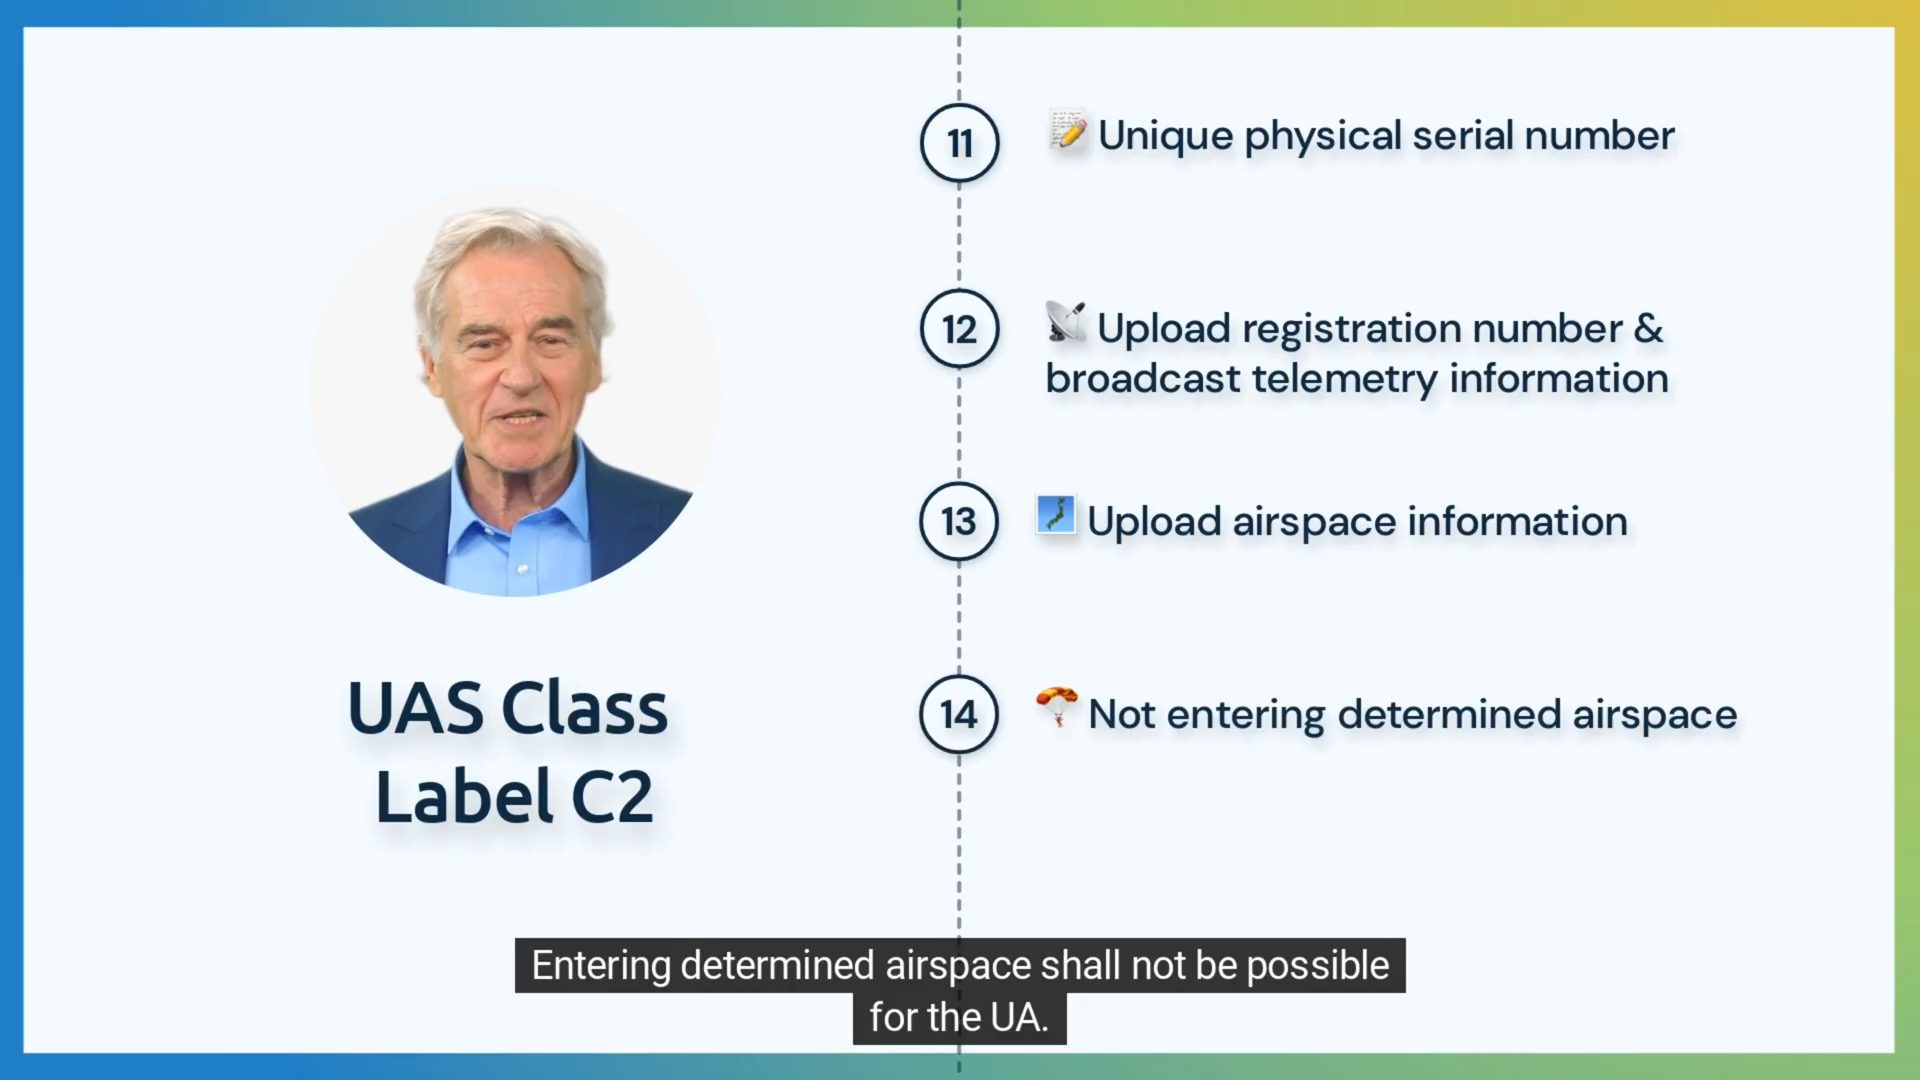 11
Unique physical serial number
12
Upload registration number &
broadcast telemetry information
13
Upload airspace information
14
Not entering determined airspace
UAS Class
Label C2
Entering determined airspace shall not be possible
for the UA.